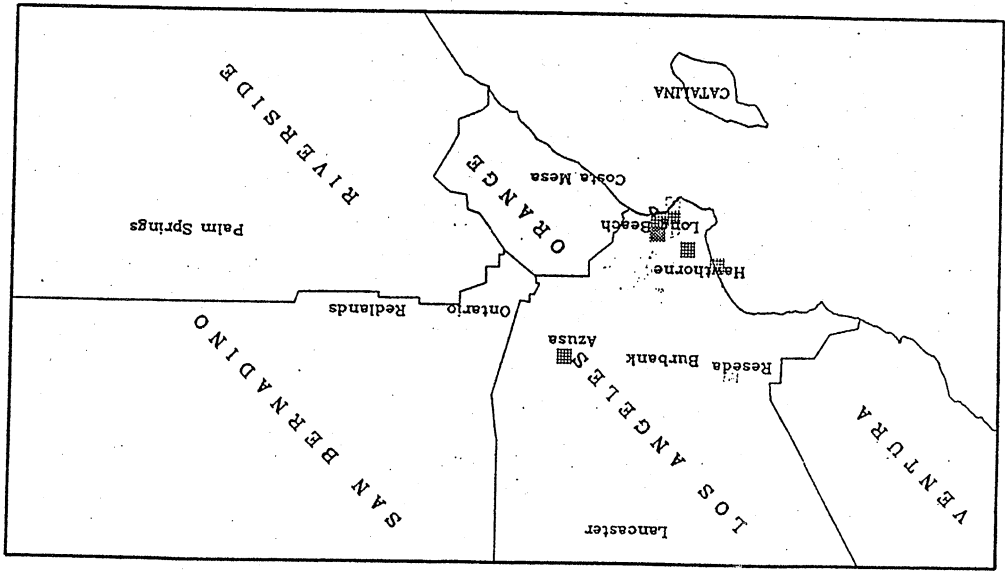 VENTURA
LOS ANGELES
SAN BERNADINO
Lancaster
Reseda
Burbank
Azusa
Ontario
Redlands
Hawthorne
Long Beach
Palm Springs
ORANGE
Costa Mesa
RIVERSIDE
CATALINA